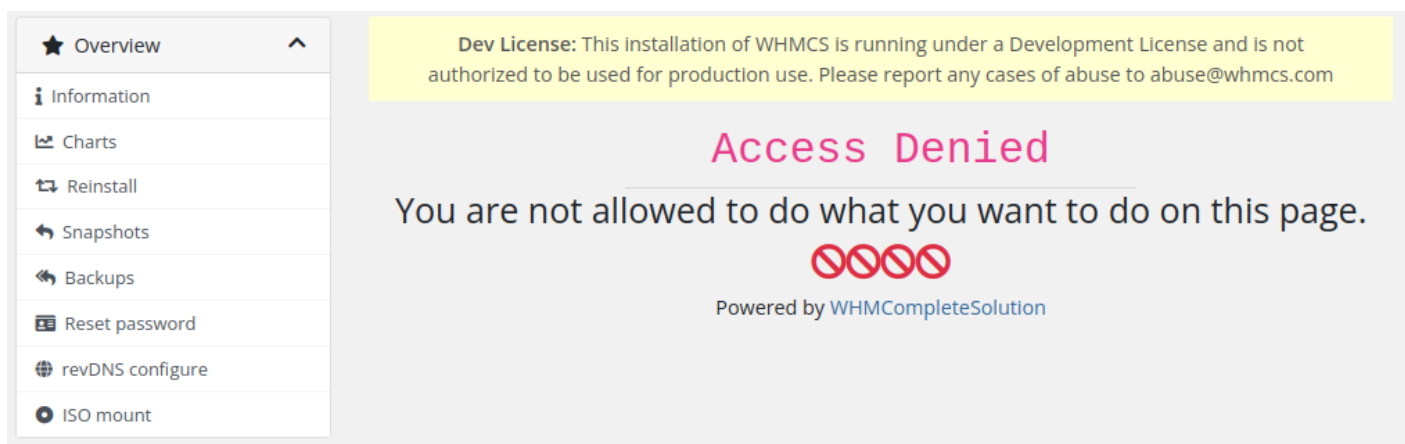 Overview
Information
Charts
Reinstall
Snapshots
Backups
Reset password
revDNS configure
ISO mount
Dev License: This installation of WHMCS is running under a Development License and is not
authorized to be used for production use. Please report any cases of abuse to abuse@whmcs.com
Access Denied
You are not allowed to do what you want to do on this page.
Powered by WHMCompleteSolution